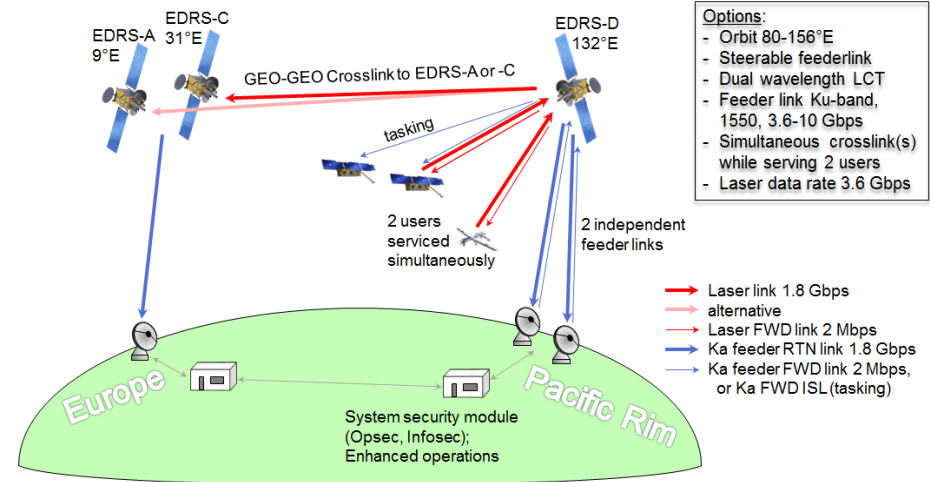 EDRS-A
9°E
EDRS-C
31°E
EDRS-D
132°E
GEO-GEO Crosslink to EDRS-A or -C
tasking
2 users
serviced
simultaneously
2 independent
feeder links
Options:
- Orbit 80-156°E
- Steerable feederlink
- Dual wavelength LCT
- Feeder link Ku-band,
1550, 3.6-10 Gbps
- Simultaneous crosslink(s)
while serving 2 users
- Laser data rate 3.6 Gbps
Laser link 1.8 Gbps
alternative
Laser FWD link 2 Mbps
Ka feeder RTN link 1.8 Gbps
Ka feeder FWD link 2 Mbps,
or Ka FWD ISL (tasking)
Europe
Pacific Rim
System security module
(Opsec, Infosec);
Enhanced operations